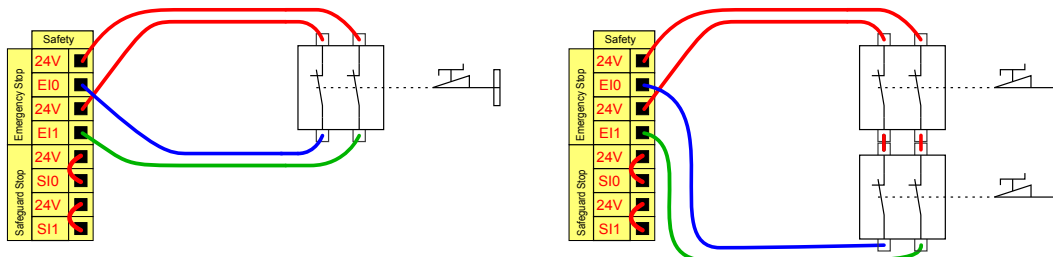 Safety
Emergency Stop
24V
EI0
24V
EI1
Safeguard Stop
24V
SI0
24V
SI1
Safety
Emergency Stop
24V
EI0
24V
EI1
Safeguard Stop
24V
SI0
24V
SI1